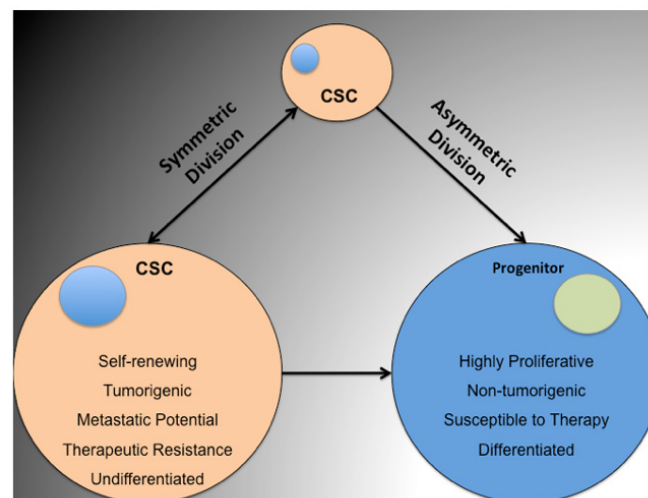 CSC
Symmetric
Division
Asymmetric
Division
CSC
Self-renewing
Tumorigenic
Metastatic Potential
Therapeutic Resistance
Undifferentiated
Progenitor
Highly Proliferative
Non-tumorigenic
Susceptible to Therapy
Differentiated